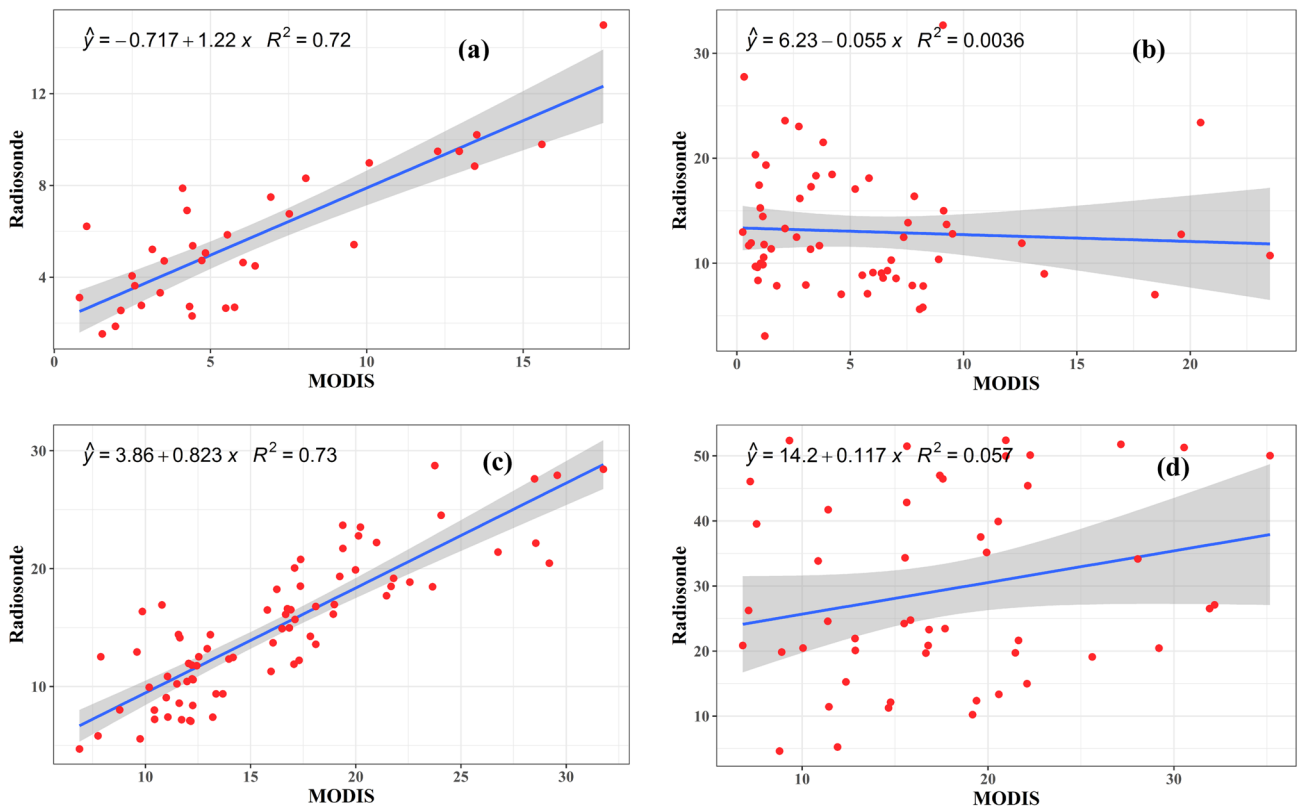 ŷ = −0.717 + 1.22 x   R² = 0.72
(a)
12
8
4
Radiosonde
0 5 10 15
MODIS
ŷ = 6.23 − 0.055 x   R² = 0.0036
(b)
30
20
10
0
Radiosonde
0 5 10 15 20
MODIS
ŷ = 3.86 + 0.823 x   R² = 0.73
(c)
30
20
10
Radiosonde
10 15 20 25 30
MODIS
ŷ = 14.2 + 0.117 x   R² = 0.057
(d)
50
40
30
20
10
Radiosonde
10 20 30
MODIS